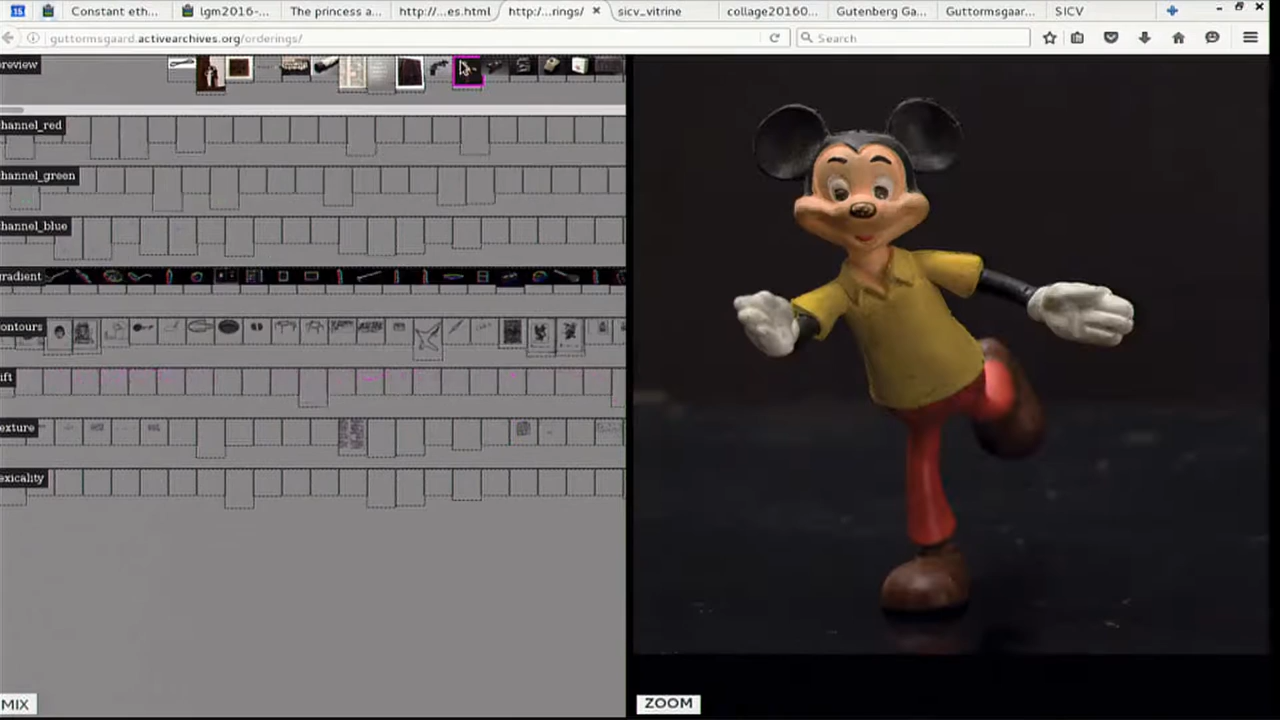 15 Constant eth... lgm2016-... The princess a... http://...es.html http:/...rings/ sicv_vitrine collage20160... Gutenberg Ga... Guttormsgaar... SICV
guttormsgaard.activearchives.org/orderings/ Search
review
hannel_red
hannel_green
hannel_blue
radient
ontours
ift
exture
exicality
MIX ZOOM